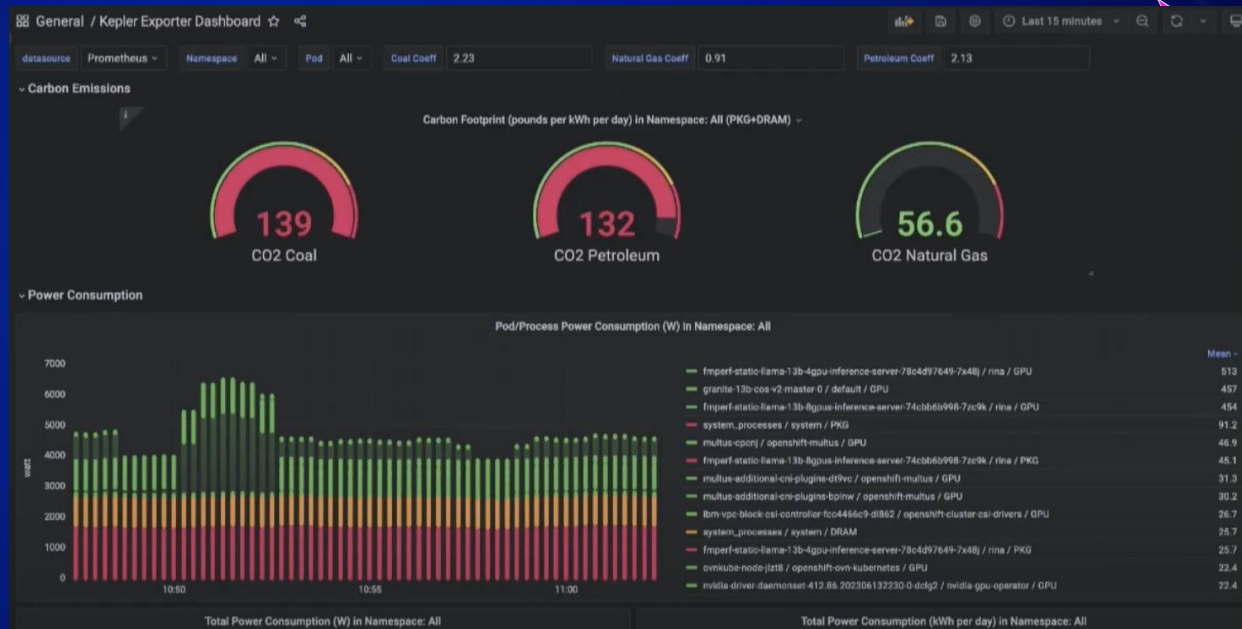 General / Kepler Exporter Dashboard
Last 15 minutes
datasource Prometheus Namespace All Pod All Coal Coeff 2.23 Natural Gas Coeff 0.91 Petroleum Coeff 2.13
Carbon Emissions
i
Carbon Footprint (pounds per kWh per day) in Namespace: All (PKG+DRAM)
139
CO2 Coal
132
CO2 Petroleum
56.6
CO2 Natural Gas
Power Consumption
Pod/Process Power Consumption (W) in Namespace: All
watt
7000
6000
5000
4000
3000
2000
1000
0
10:50 10:55 11:00
Mean
fmperf-static-llama-13b-4gpu-inference-server-78c4d97649-7x48j / rina / GPU 513
granite-13b-cos-v2-master-0 / default / GPU 457
fmperf-static-llama-13b-8gpus-inference-server-74cbb6b998-7zc9k / rina / GPU 454
system_processes / system / PKG 91.2
multus-cponj / openshift-multus / GPU 46.9
fmperf-static-llama-13b-8gpus-inference-server-74cbb6b998-7zc9k / rina / PKG 45.1
multus-additional-cni-plugins-dt9vc / openshift-multus / GPU 31.3
multus-additional-cni-plugins-bplnw / openshift-multus / GPU 30.2
ibm-vpc-block-csi-controller-fcc4466c9-dl862 / openshift-cluster-csi-drivers / GPU 26.7
system_processes / system / DRAM 25.7
fmperf-static-llama-13b-4gpu-inference-server-78c4d97649-7x48j / rina / PKG 25.7
ovnkube-node-jlzt8 / openshift-ovn-kubernetes / GPU 22.4
nvidia-driver-daemonset-412.86.202306132230-0-dclg2 / nvidia-gpu-operator / GPU 22.4
Total Power Consumption (W) in Namespace: All
Total Power Consumption (kWh per day) in Namespace: All